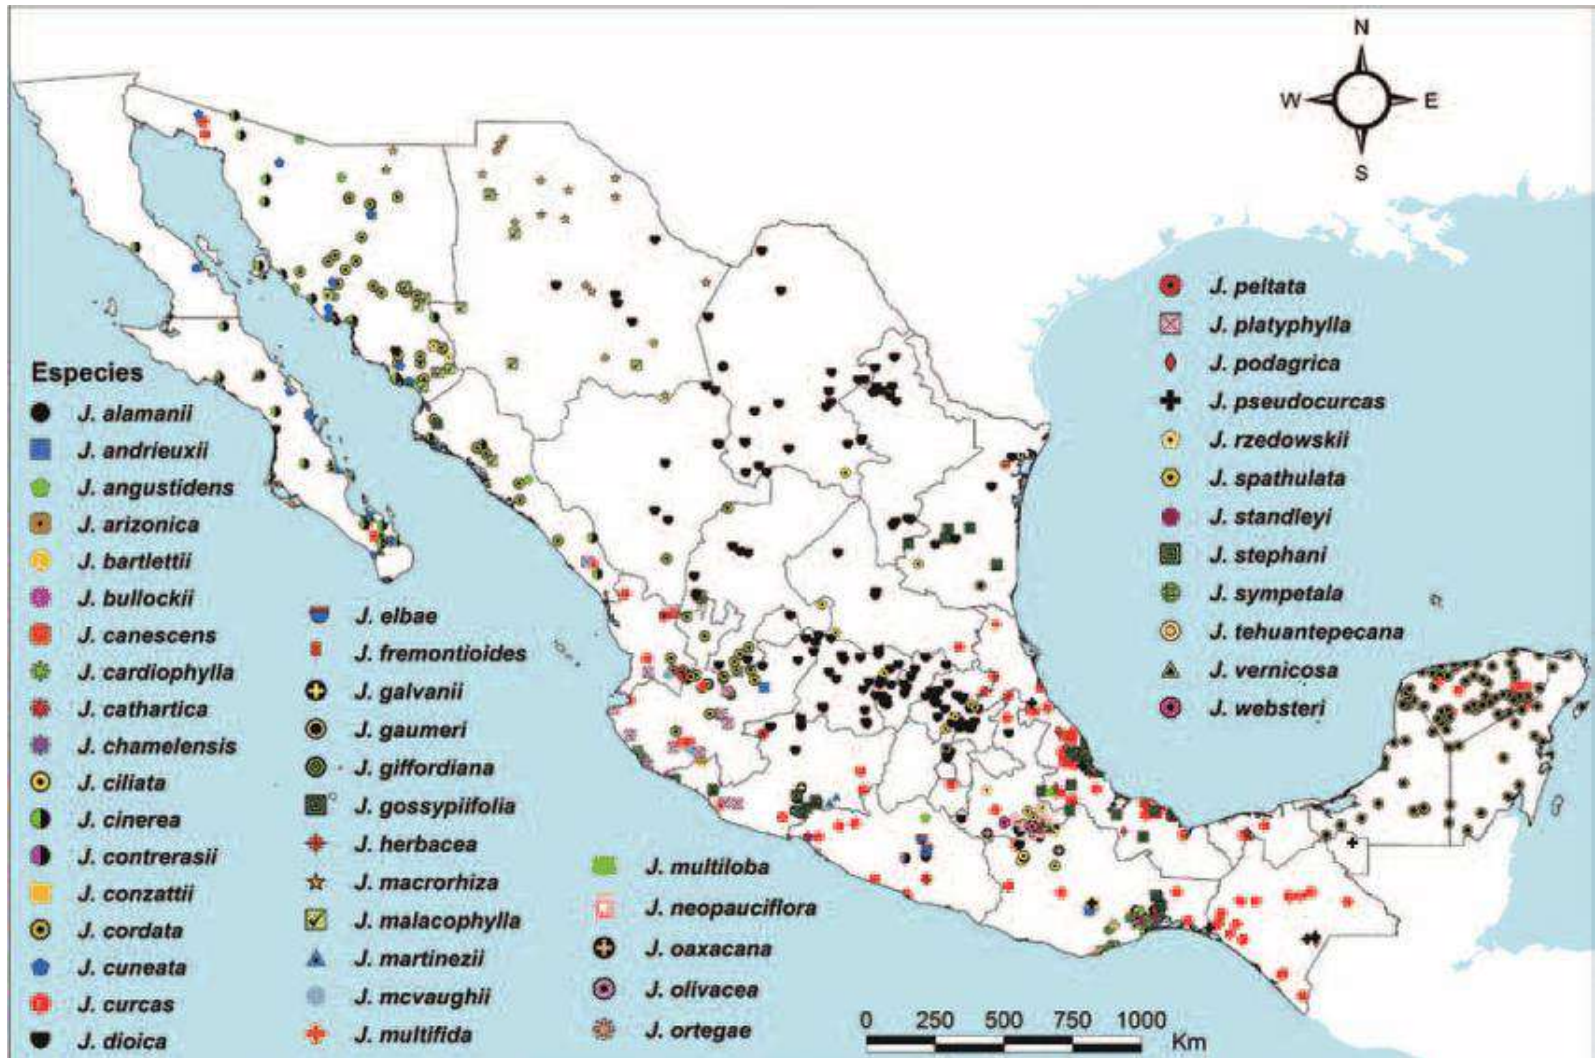 N
W
E
S
Especies
J. alamanii
J. andrieuxii
J. angustidens
J. arizonica
J. bartlettii
J. bullockii
J. canescens
J. cardiophylla
J. cathartica
J. chamelensis
J. ciliata
J. cinerea
J. contrerasii
J. conzattii
J. cordata
J. cuneata
J. curcas
J. dioica
J. elbae
J. fremontioides
J. galvanii
J. gaumeri
J. giffordiana
J. gossypiifolia
J. herbacea
J. macrorhiza
J. malacophylla
J. martinezii
J. mcvaughii
J. multifida
J. multiloba
J. neopauciflora
J. oaxacana
J. olivacea
J. ortegae
J. peltata
J. platyphylla
J. podagrica
J. pseudocurcas
J. rzedowskii
J. spathulata
J. standleyi
J. stephani
J. sympetala
J. tehuantepecana
J. vernicosa
J. websteri
0 250 500 750 1000
Km